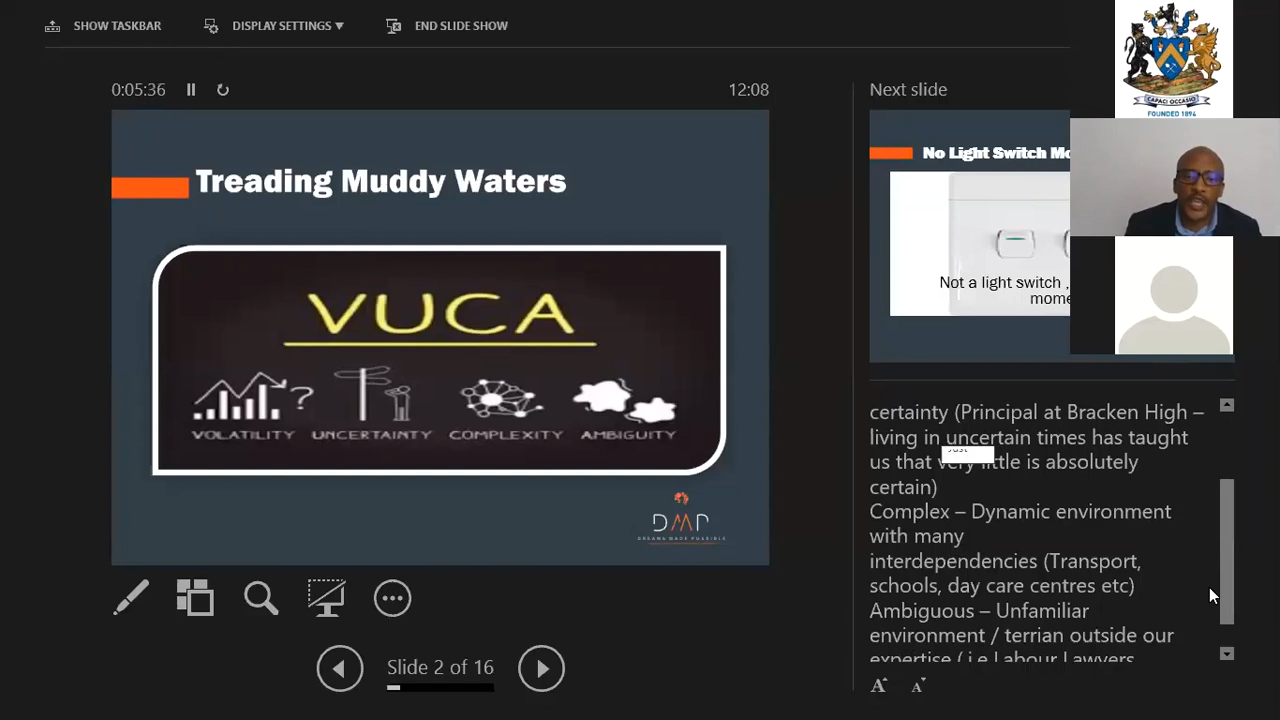 SHOW TASKBAR
DISPLAY SETTINGS
END SLIDE SHOW
CAPACI OCCASIO
FOUNDED 1894
0:05:36
12:08
Next slide
Treading Muddy Waters
VUCA
?
VOLATILITY UNCERTAINTY COMPLEXITY AMBIGUITY
DMP
DREAMS MADE POSSIBLE
No Light Switch Mo
Not a light switch ,
mome
certainty (Principal at Bracken High –
living in uncertain times has taught
us that very little is absolutely
certain)
Complex – Dynamic environment
with many
interdependencies (Transport,
schools, day care centres etc)
Ambiguous – Unfamiliar
environment / terrian outside our
expertise ( i.e Labour Lawyers
Slide 2 of 16
A A